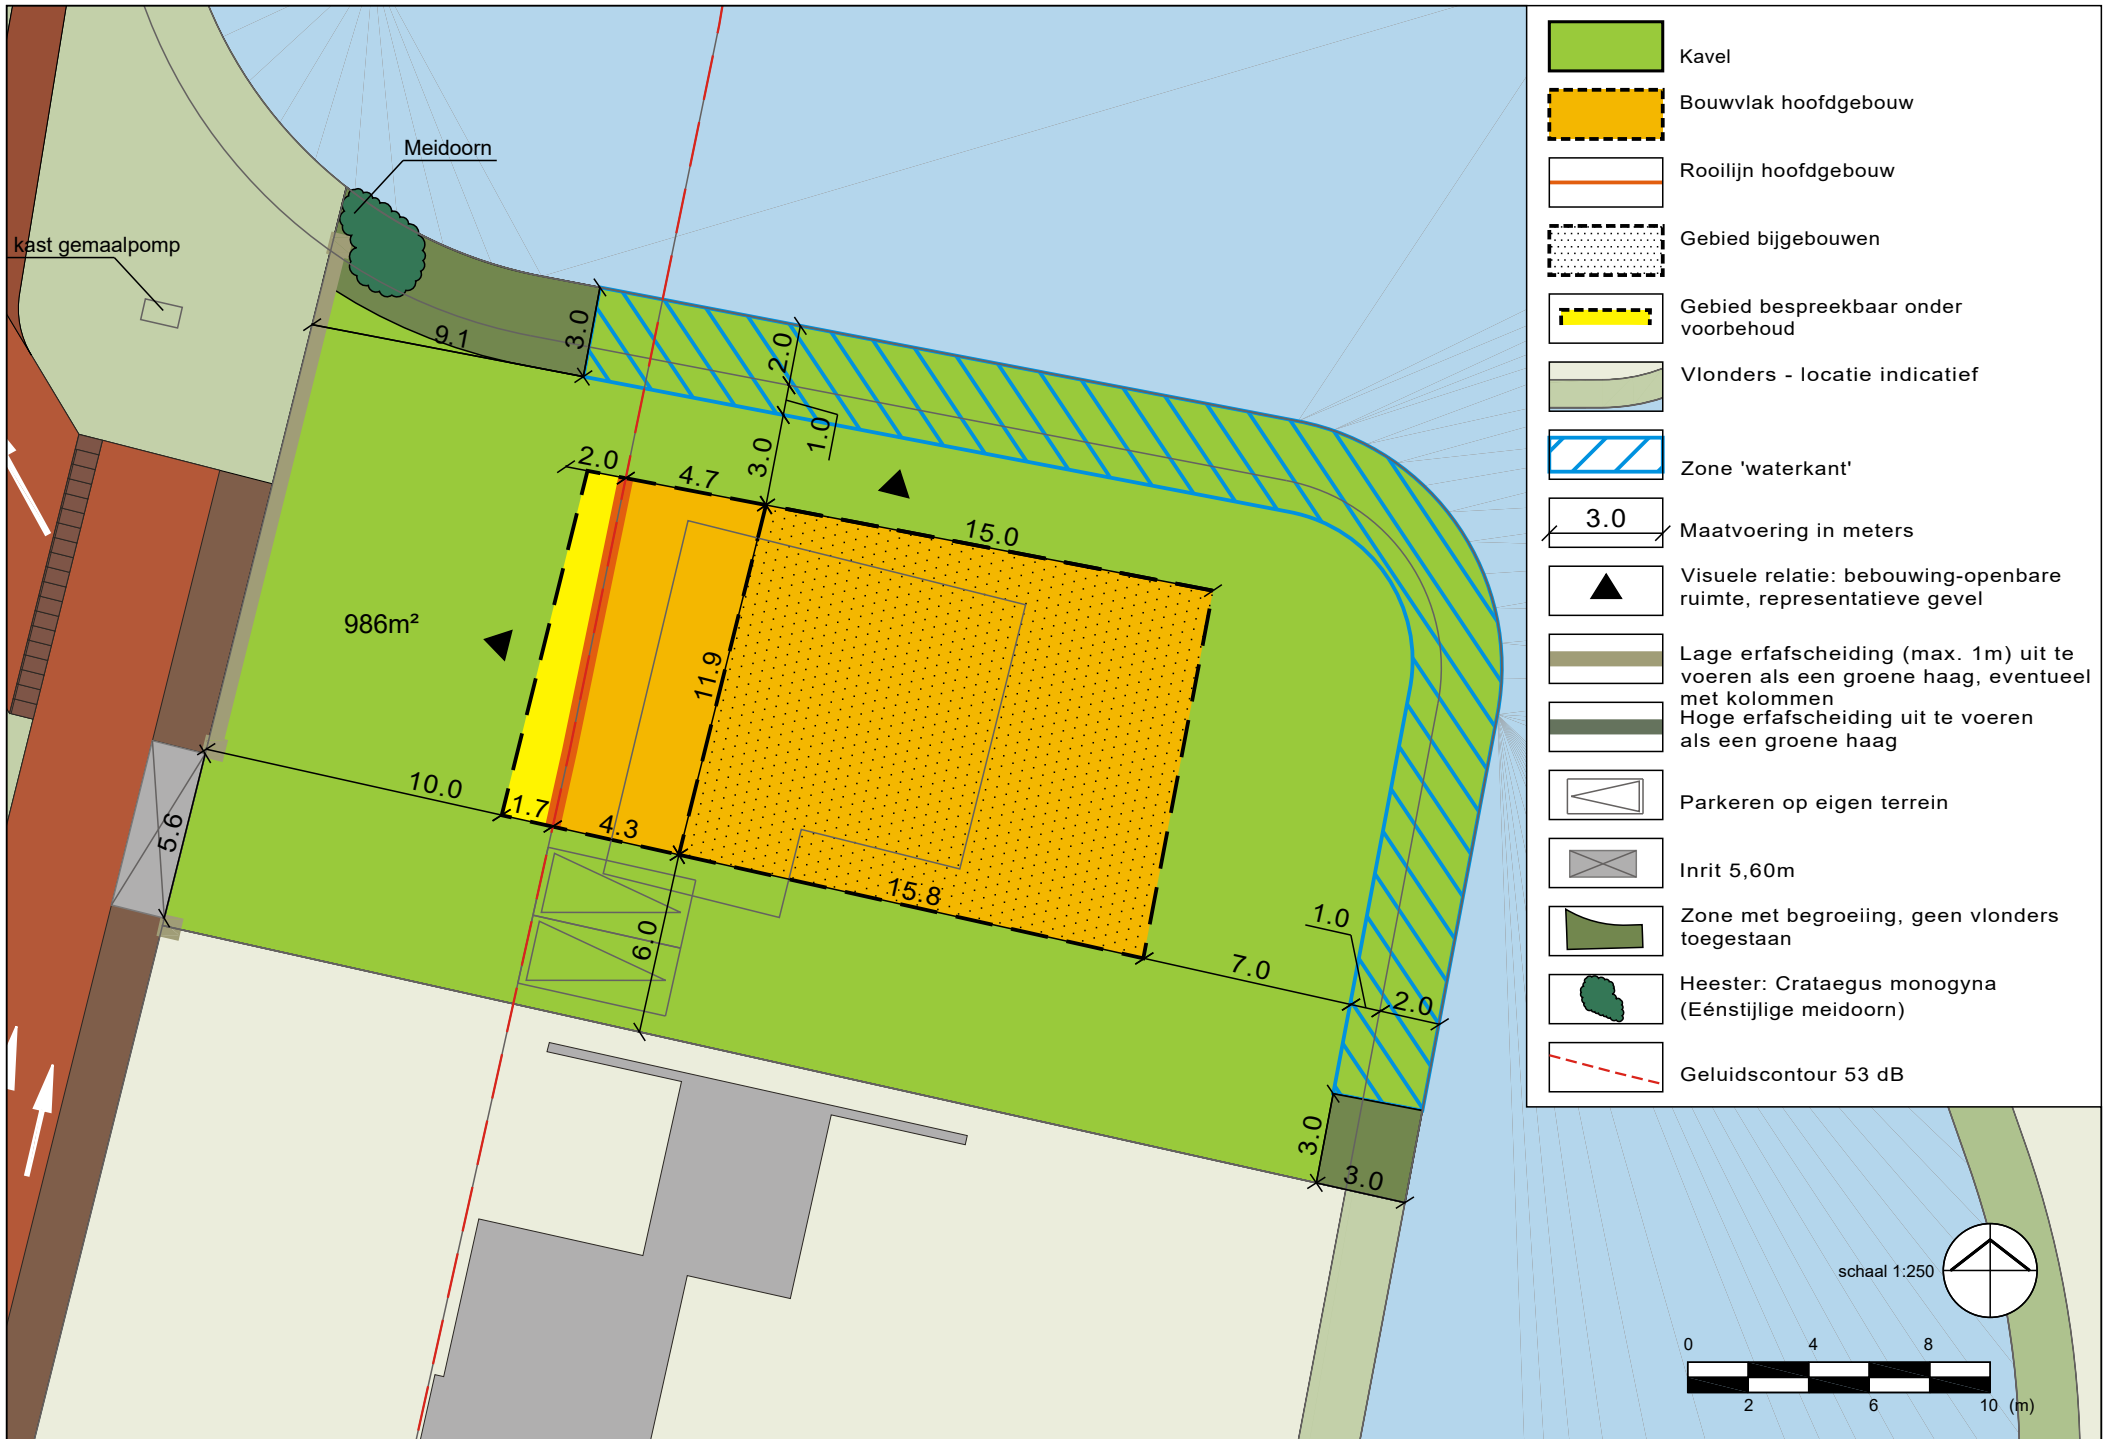 Meidoorn
kast gemaalpomp
9.1
3.0
2.0
1.0
3.0
2.0
4.7
15.0
986m²
11.9
10.0
1.7
4.3
15.8
5.6
6.0
1.0
7.0
2.0
3.0
3.0
Kavel
Bouwvlak hoofdgebouw
Rooilijn hoofdgebouw
Gebied bijgebouwen
Gebied bespreekbaar onder
voorbehoud
Vlonders - locatie indicatief
Zone 'waterkant'
3.0
Maatvoering in meters
Visuele relatie: bebouwing-openbare
ruimte, representatieve gevel
Lage erfafscheiding (max. 1m) uit te
voeren als een groene haag, eventueel
met kolommen
Hoge erfafscheiding uit te voeren
als een groene haag
Parkeren op eigen terrein
Inrit 5,60m
Zone met begroeiing, geen vlonders
toegestaan
Heester: Crataegus monogyna
(Eénstijlige meidoorn)
Geluidscontour 53 dB
schaal 1:250
0 4 8
2 6 10 (m)